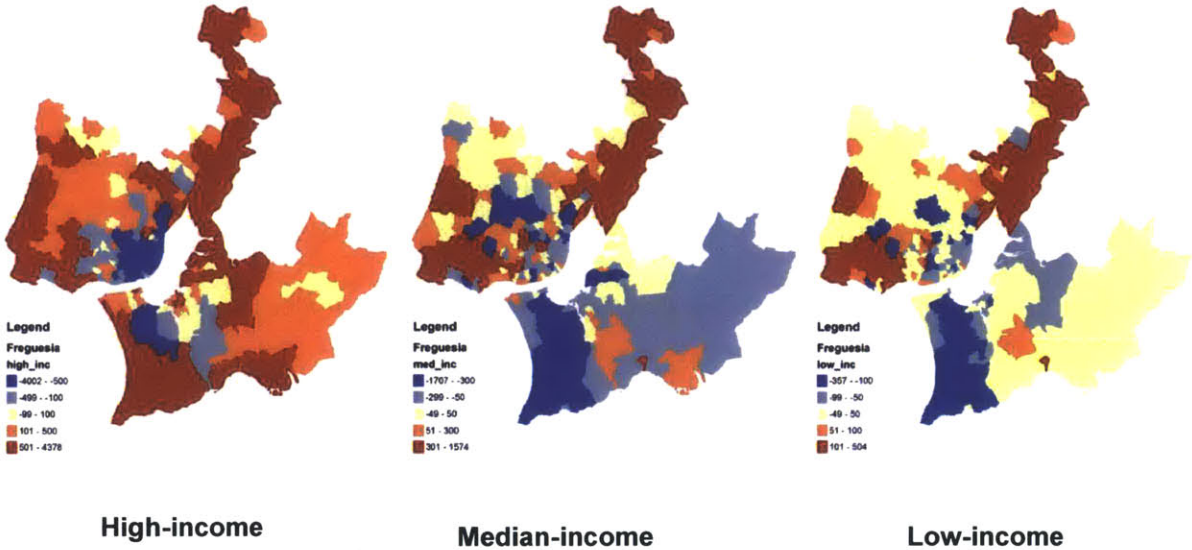 Legend
Freguesia
high_inc
-4002 - -500
-499 - -100
-99 - 100
101 - 500
501 - 4378
Legend
Freguesia
med_inc
-1707 - -300
-299 - -50
-49 - 50
51 - 300
301 - 1574
Legend
Freguesia
low_inc
-357 - -100
-99 - -50
-49 - 50
51 - 100
101 - 504
High-income
Median-income
Low-income